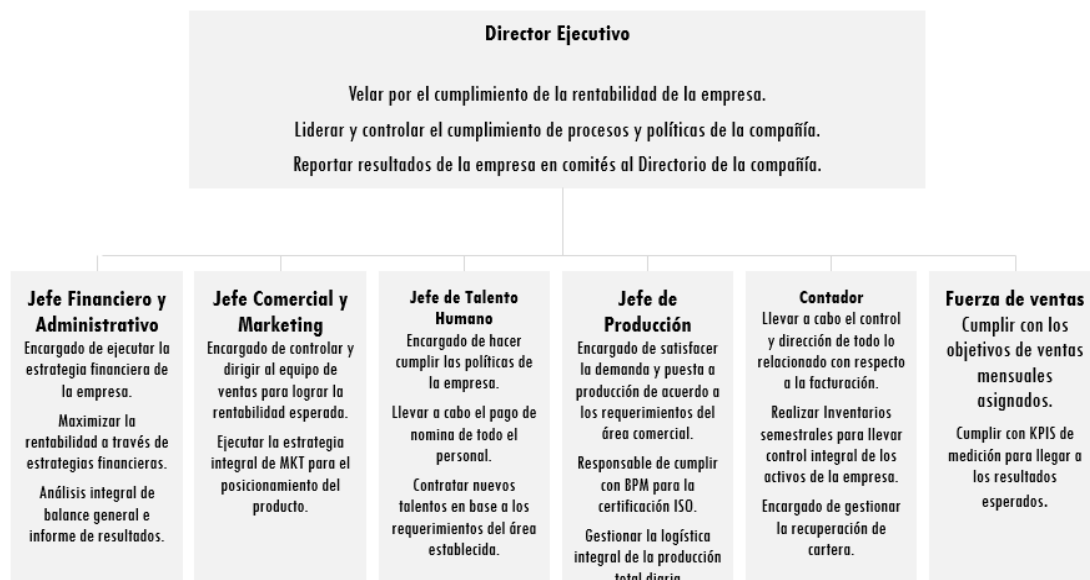 Director Ejecutivo
Velar por el cumplimiento de la rentabilidad de la empresa.
Liderar y controlar el cumplimiento de procesos y políticas de la compañía.
Reportar resultados de la empresa en comités al Directorio de la compañía.
Jefe Financiero y
Administrativo
Encargado de ejecutar la
estrategia financiera de
la empresa.
Maximizar la
rentabilidad a través de
estrategias financieras.
Análisis integral de
balance general e
informe de resultados.
Jefe Comercial y
Marketing
Encargado de controlar y
dirigir al equipo de
ventas para lograr la
rentabilidad esperada.
Ejecutar la estrategia
integral de MKT para el
posicionamiento del
producto.
Jefe de Talento
Humano
Encargado de hacer
cumplir las políticas de
la empresa.
Llevar a cabo el pago de
nomina de todo el
personal.
Contratar nuevos
talentos en base a los
requerimientos del área
establecida.
Jefe de
Producción
Encargado de satisfacer
la demanda y puesta a
producción de acuerdo a
los requerimientos del
área comercial.
Responsable de cumplir
con BPM para la
certificación ISO.
Gestionar la logística
integral de la producción
total diaria
Contador
Llevar a cabo el control
y dirección de todo lo
relacionado con respecto
a la facturación.
Realizar Inventarios
semestrales para llevar
control integral de los
activos de la empresa.
Encargado de gestionar
la recuperación de
cartera.
Fuerza de ventas
Cumplir con los
objetivos de ventas
mensuales
asignados.
Cumplir con KPIS de
medición para llegar a
los resultados
esperados.